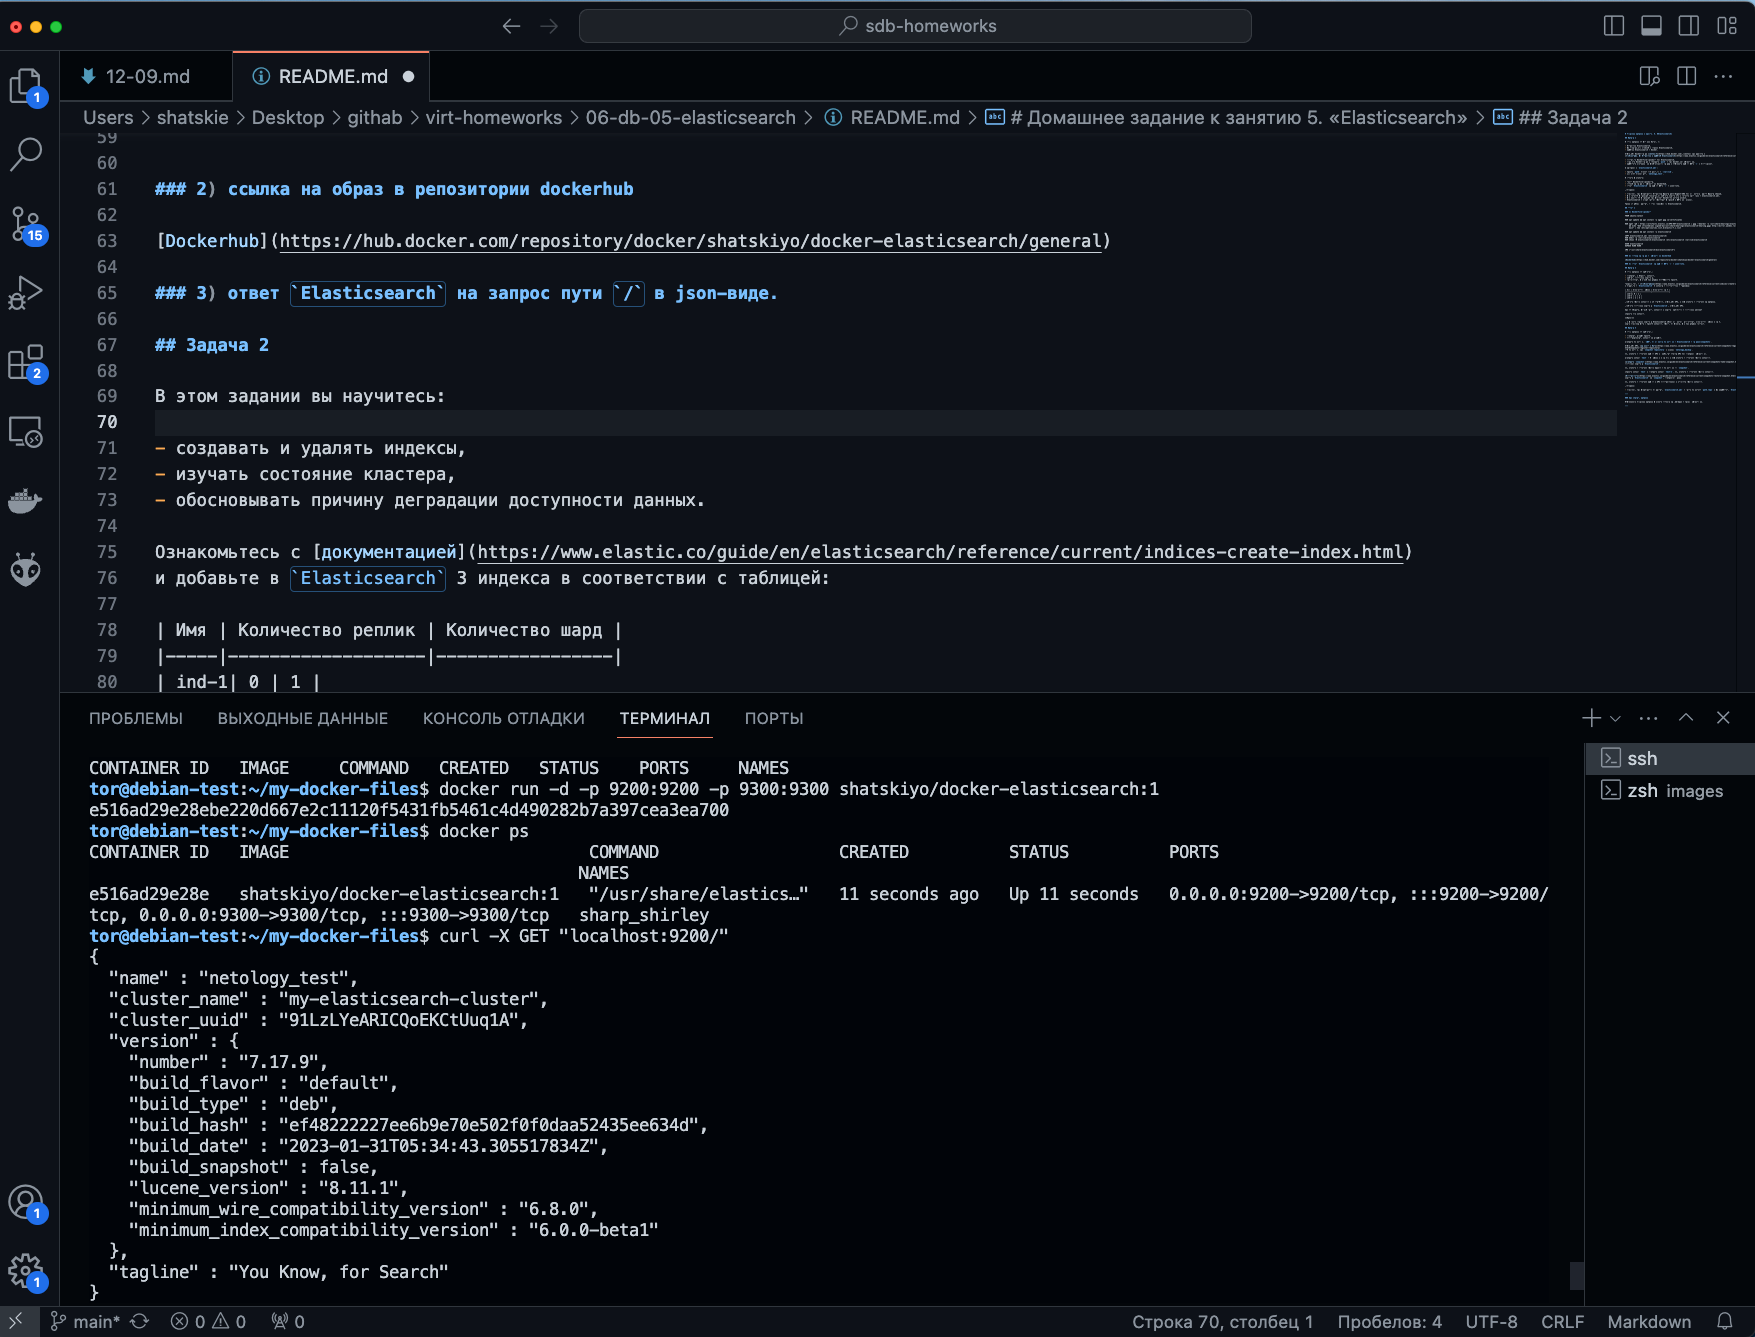 sdb-homeworks
12-09.md
README.md
Users > shatskie > Desktop > githab > virt-homeworks > 06-db-05-elasticsearch > README.md > # Домашнее задание к занятию 5. «Elasticsearch» > ## Задача 2
59
60
61 ### 2) ссылка на образ в репозитории dockerhub
62
63 [Dockerhub](https://hub.docker.com/repository/docker/shatskiyo/docker-elasticsearch/general)
64
65 ### 3) ответ `Elasticsearch` на запрос пути `/` в json-виде.
66
67 ## Задача 2
68
69 В этом задании вы научитесь:
70
71 - создавать и удалять индексы,
72 - изучать состояние кластера,
73 - обосновывать причину деградации доступности данных.
74
75 Ознакомьтесь с [документацией](https://www.elastic.co/guide/en/elasticsearch/reference/current/indices-create-index.html)
76 и добавьте в `Elasticsearch` 3 индекса в соответствии с таблицей:
77
78 | Имя | Количество реплик | Количество шард |
79 |-----|-------------------|-----------------|
80 | ind-1| 0 | 1 |
1
15
2
1
1
ПРОБЛЕМЫ ВЫХОДНЫЕ ДАННЫЕ КОНСОЛЬ ОТЛАДКИ ТЕРМИНАЛ ПОРТЫ
ssh
zsh images
CONTAINER ID IMAGE COMMAND CREATED STATUS PORTS NAMES
tor@debian-test:~/my-docker-files$ docker run -d -p 9200:9200 -p 9300:9300 shatskiyo/docker-elasticsearch:1
e516ad29e28ebe220d667e2c11120f5431fb5461c4d490282b7a397cea3ea700
tor@debian-test:~/my-docker-files$ docker ps
CONTAINER ID IMAGE COMMAND CREATED STATUS PORTS
NAMES
e516ad29e28e shatskiyo/docker-elasticsearch:1 "/usr/share/elastics…" 11 seconds ago Up 11 seconds 0.0.0.0:9200->9200/tcp, :::9200->9200/
tcp, 0.0.0.0:9300->9300/tcp, :::9300->9300/tcp sharp_shirley
tor@debian-test:~/my-docker-files$ curl -X GET "localhost:9200/"
{
"name" : "netology_test",
"cluster_name" : "my-elasticsearch-cluster",
"cluster_uuid" : "91LzLYeARICQoEKCtUuq1A",
"version" : {
"number" : "7.17.9",
"build_flavor" : "default",
"build_type" : "deb",
"build_hash" : "ef48222227ee6b9e70e502f0f0daa52435ee634d",
"build_date" : "2023-01-31T05:34:43.305517834Z",
"build_snapshot" : false,
"lucene_version" : "8.11.1",
"minimum_wire_compatibility_version" : "6.8.0",
"minimum_index_compatibility_version" : "6.0.0-beta1"
},
"tagline" : "You Know, for Search"
}
main* 0 0 0 Строка 70, столбец 1 Пробелов: 4 UTF-8 CRLF Markdown